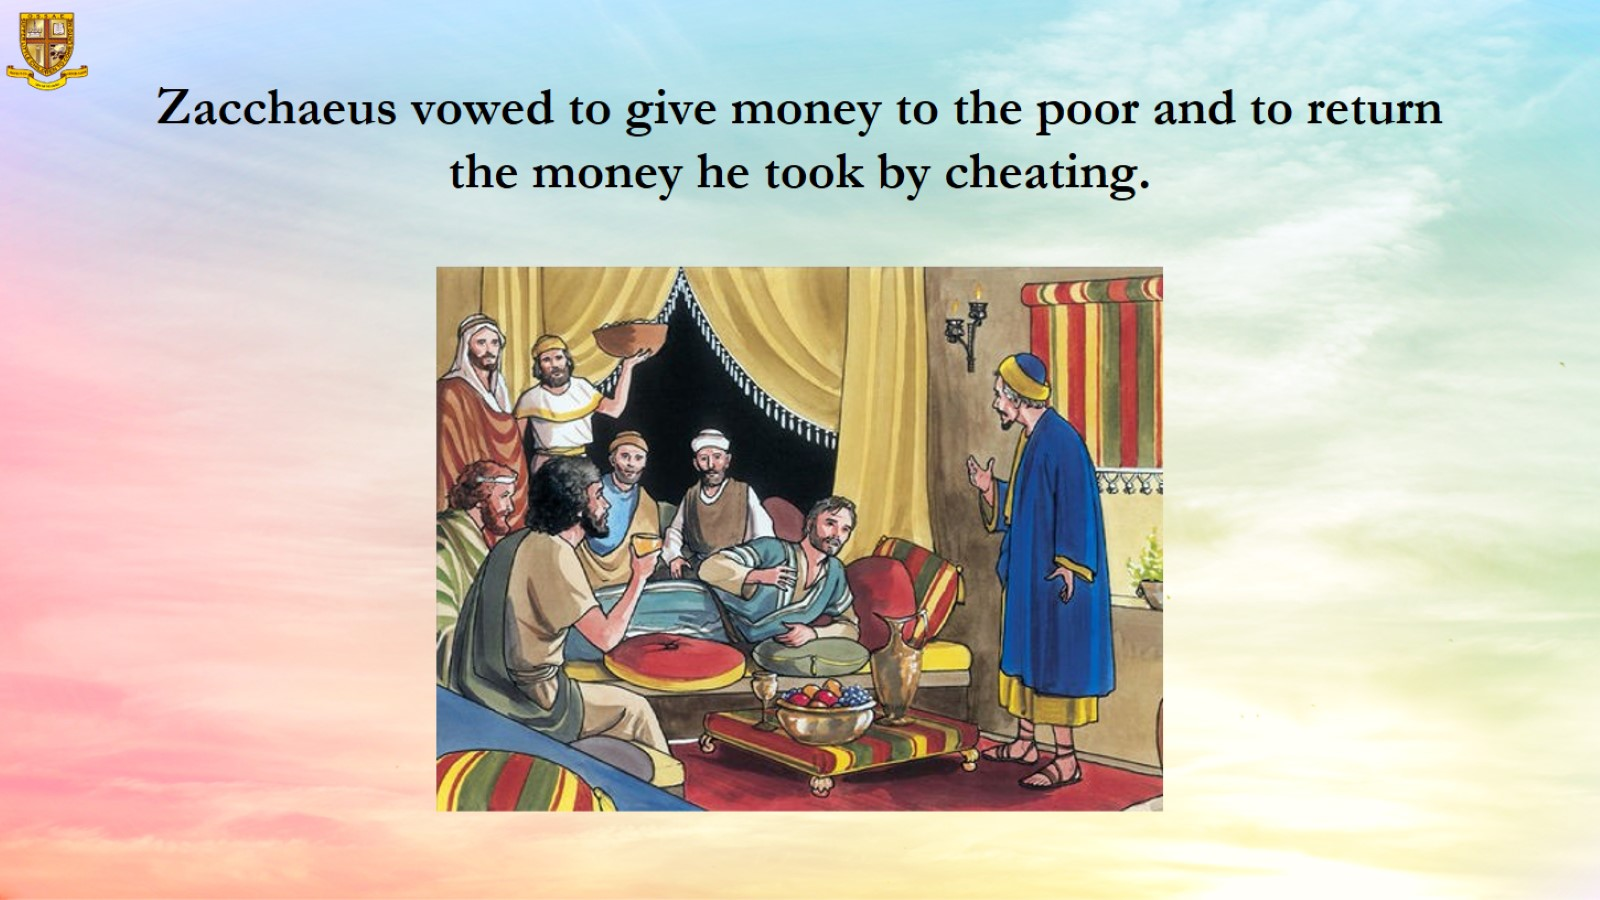 Zacchaeus vowed to give money to the poor and to return
the money he took by cheating.